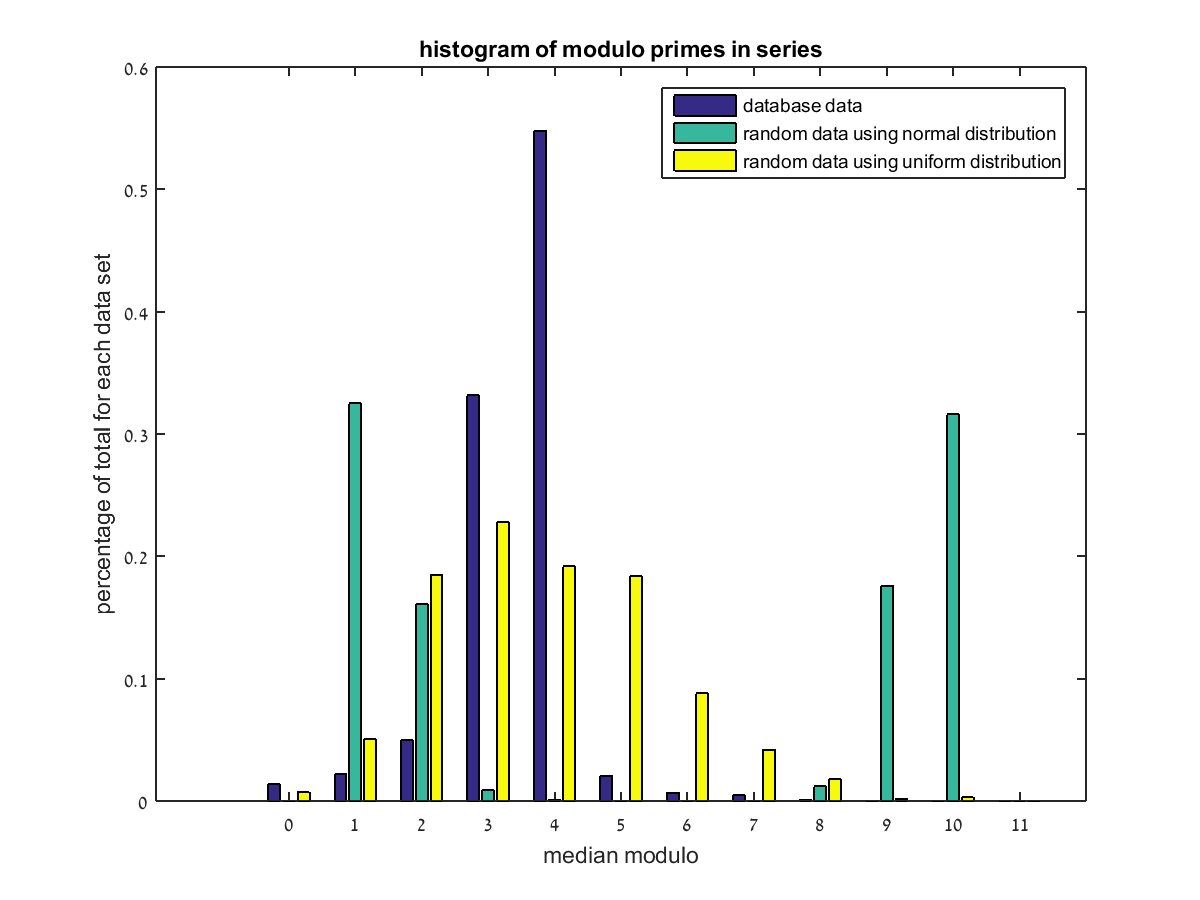 histogram of modulo primes in series
database data
random data using normal distribution
random data using uniform distribution
percentage of total for each data set
0.6
0.5
0.4
0.3
0.2
0.1
0
0 1 2 3 4 5 6 7 8 9 10 11
median modulo